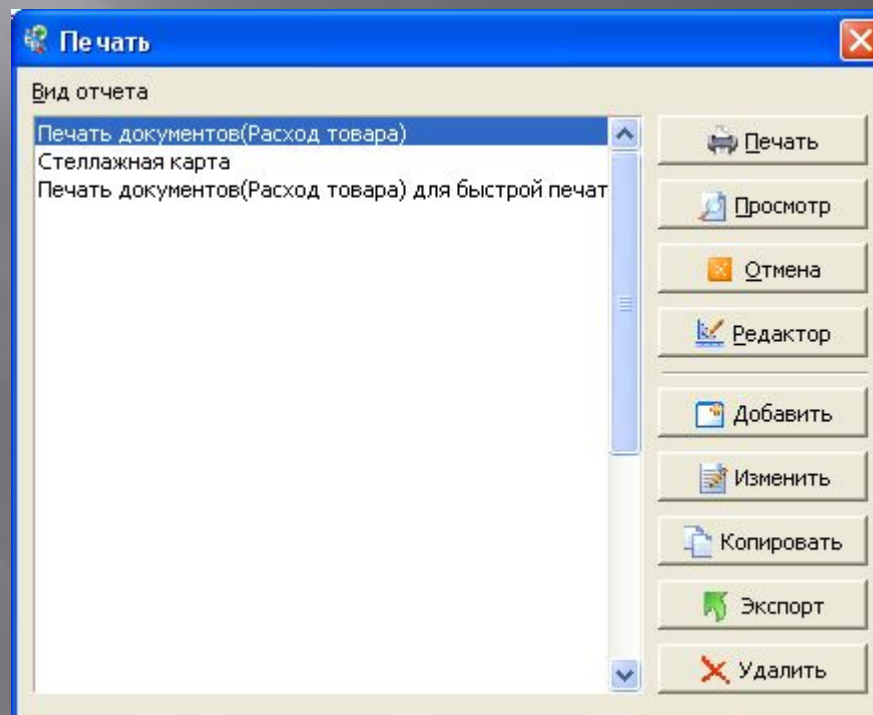 Печать
Вид отчета
Печать документов(Расход товара)
Стеллажная карта
Печать документов(Расход товара) для быстрой печат
Печать
Просмотр
Отмена
Редактор
Добавить
Изменить
Копировать
Экспорт
Удалить